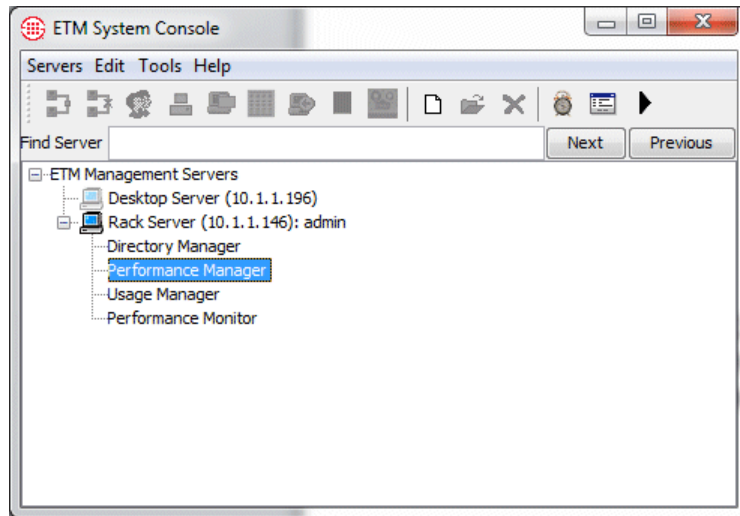 ETM System Console
Servers Edit Tools Help
Find Server Next Previous
ETM Management Servers
Desktop Server (10.1.1.196)
Rack Server (10.1.1.146): admin
Directory Manager
Performance Manager
Usage Manager
Performance Monitor